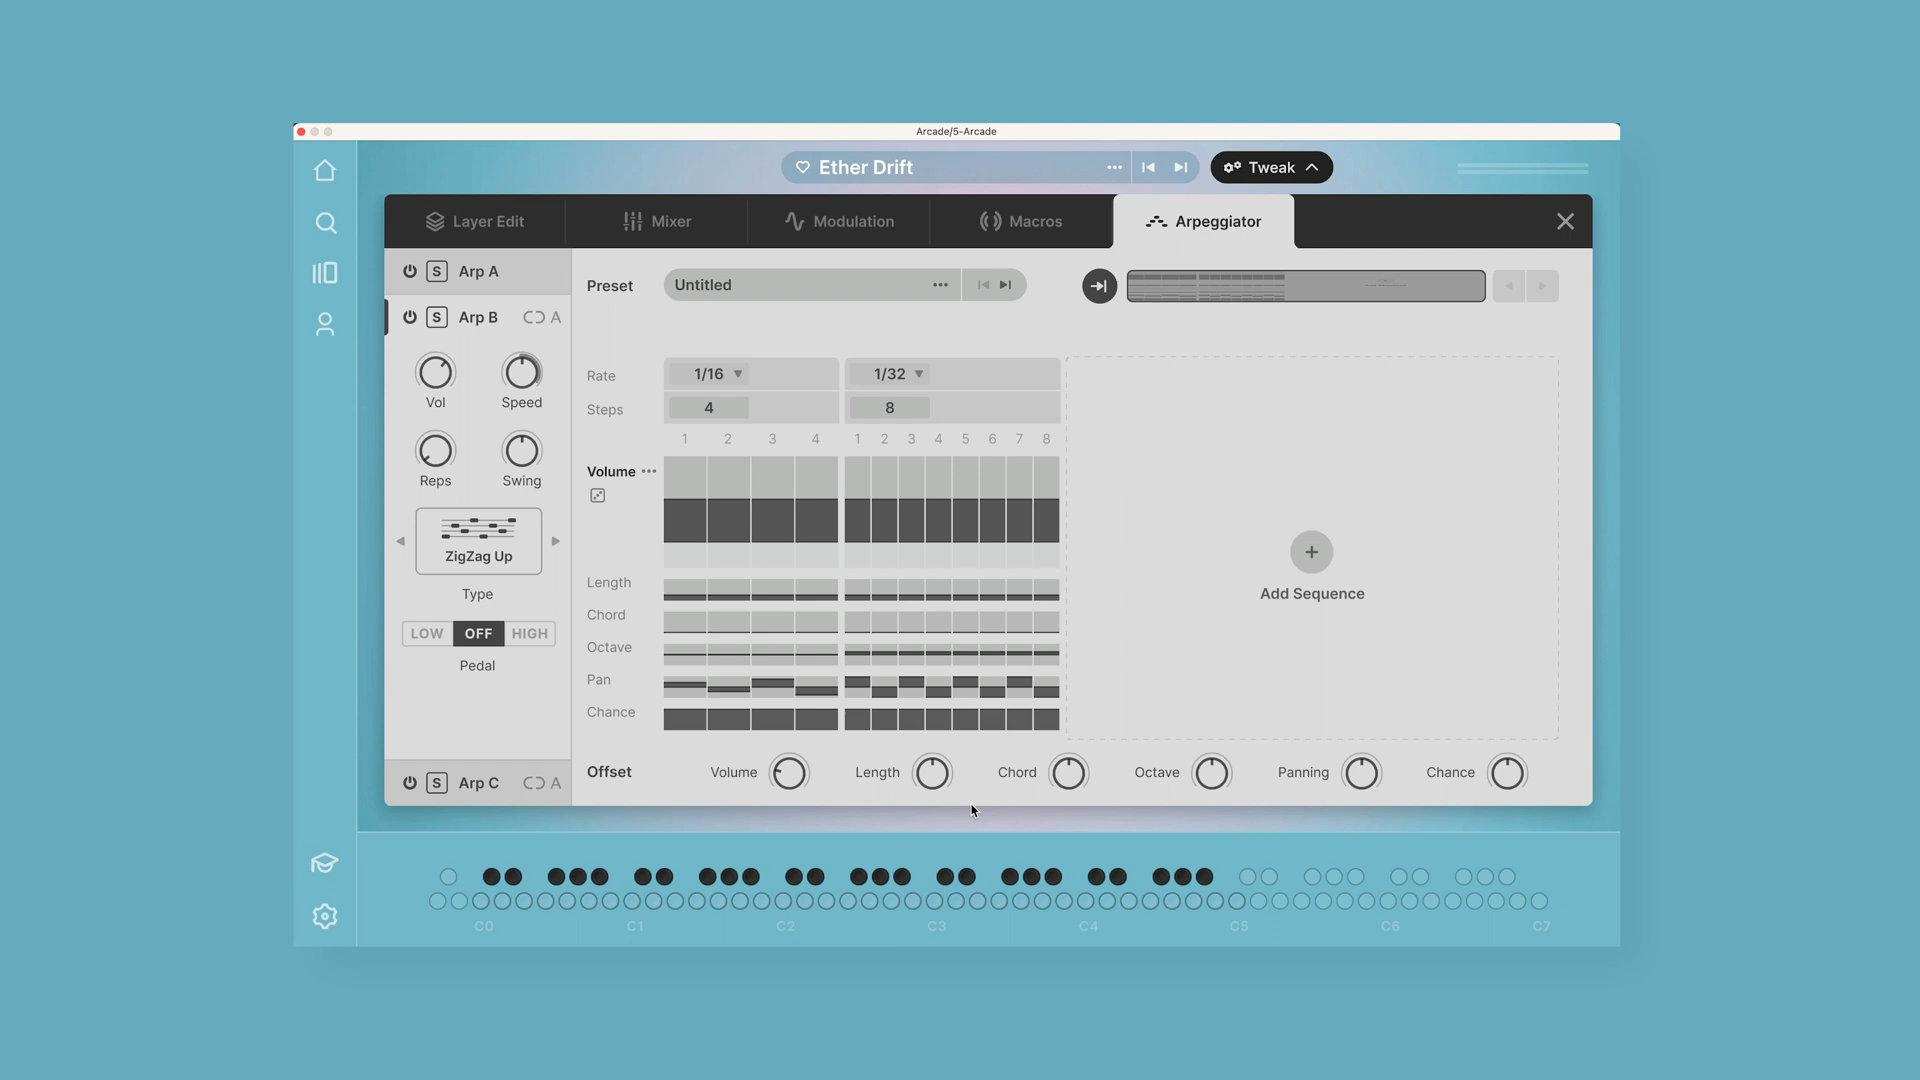 Arcade/5-Arcade
Ether Drift
Tweak
Layer Edit
Mixer
Modulation
Macros
Arpeggiator
S Arp A
S Arp B A
Vol
Speed
Reps
Swing
ZigZag Up
Type
LOW OFF HIGH
Pedal
S Arp C A
Preset Untitled
Rate 1/16 1/32
Steps 4 8
1 2 3 4 1 2 3 4 5 6 7 8
Volume
Length
Chord
Octave
Pan
Chance
Add Sequence
Offset Volume Length Chord Octave Panning Chance
C0 C1 C2 C3 C4 C5 C6 C7